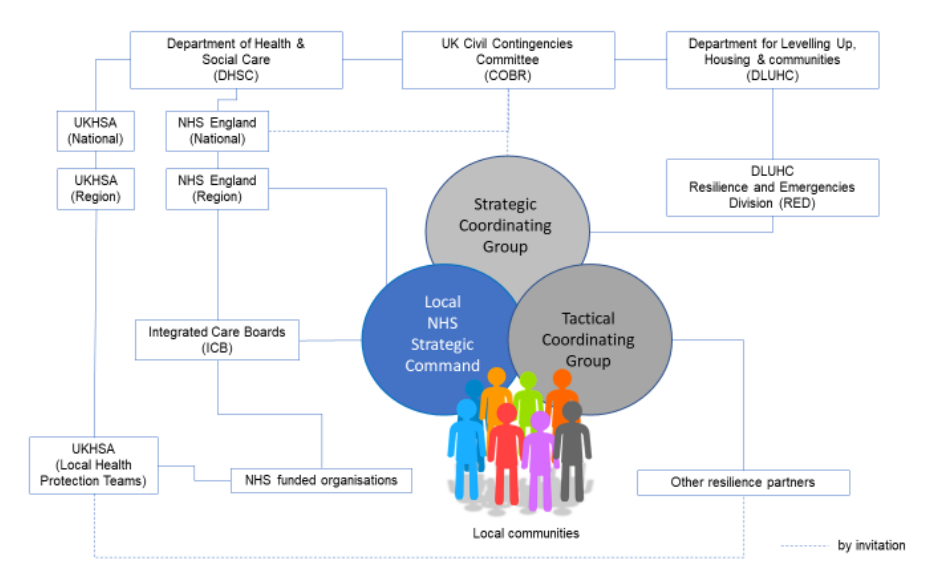 Department of Health &
Social Care
(DHSC)
UK Civil Contingencies
Committee
(COBR)
Department for Levelling Up,
Housing & communities
(DLUHC)
UKHSA
(National)
NHS England
(National)
UKHSA
(Region)
NHS England
(Region)
DLUHC
Resilience and Emergencies
Division (RED)
Strategic
Coordinating
Group
Local
NHS
Strategic
Command
Tactical
Coordinating
Group
Integrated Care Boards
(ICB)
UKHSA
(Local Health
Protection Teams)
NHS funded organisations
Other resilience partners
Local communities
by invitation